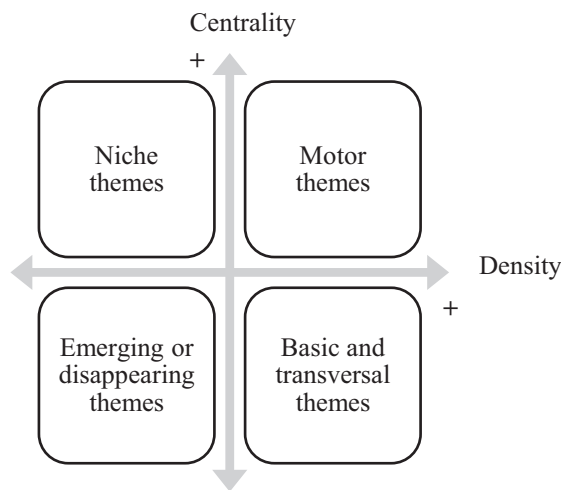 Centrality
+
Niche
themes
Motor
themes
Density
+
Emerging or
disappearing
themes
Basic and
transversal
themes